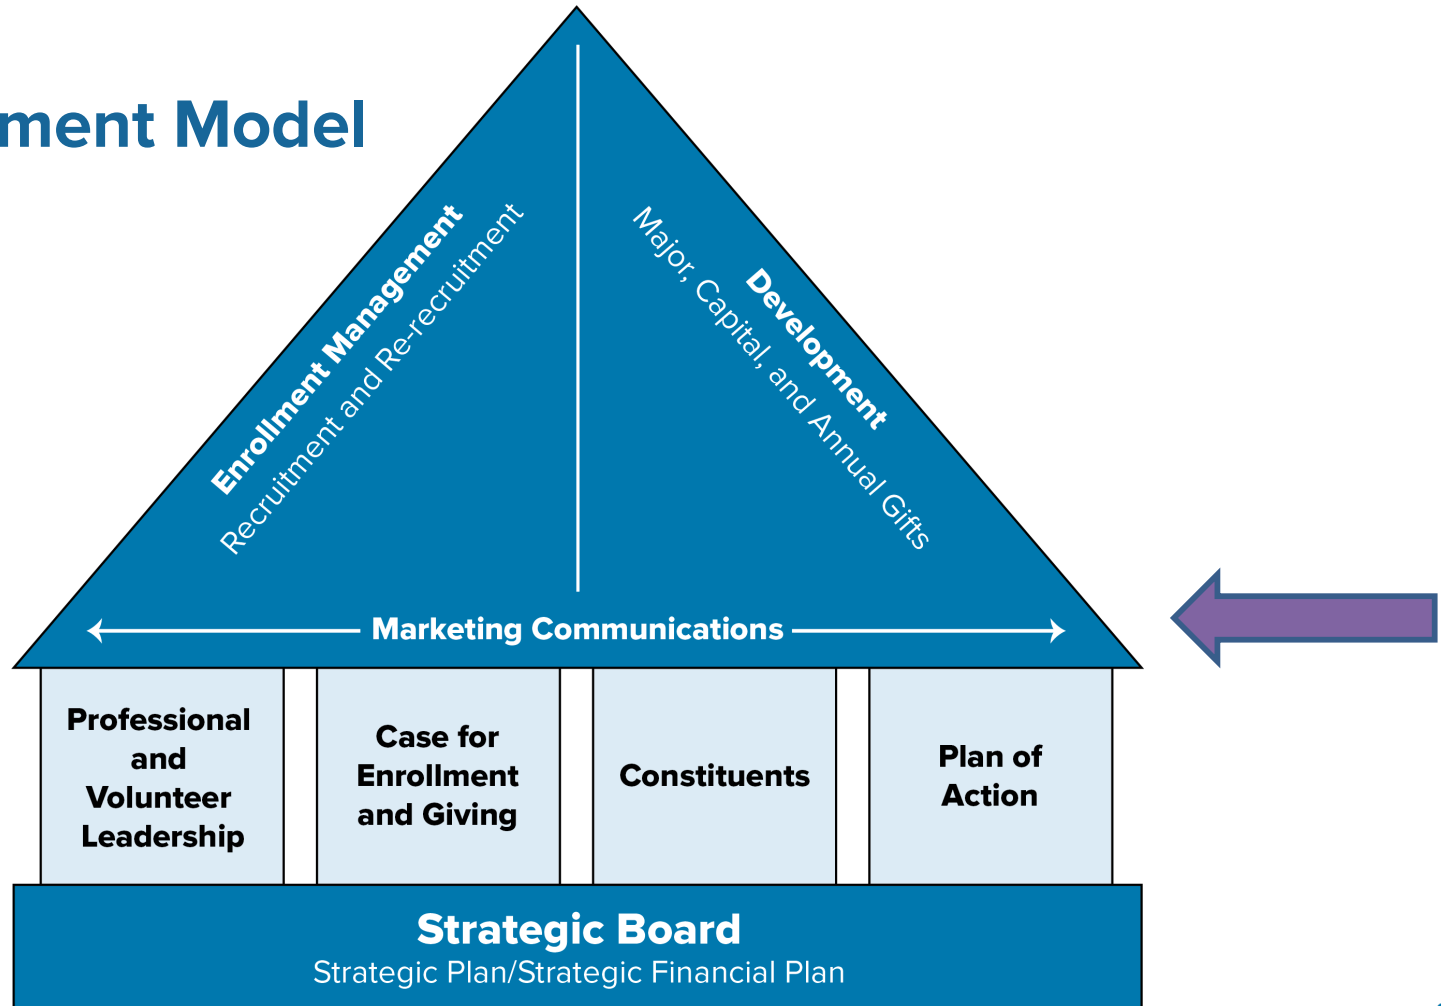 ment Model
Enrollment Management
Recruitment and Re-recruitment
Development
Major, Capital, and Annual Gifts
Marketing Communications
Professional
and
Volunteer
Leadership
Case for
Enrollment
and Giving
Constituents
Plan of
Action
Strategic Board
Strategic Plan/Strategic Financial Plan